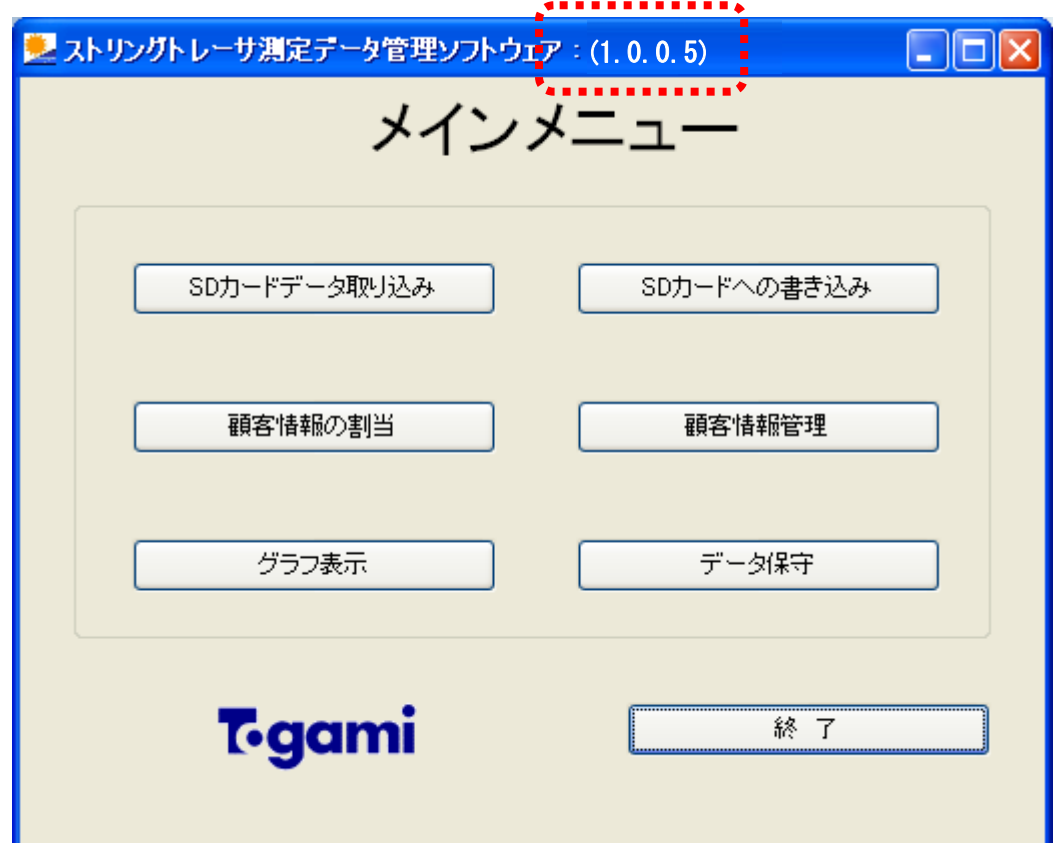 ストリングトレーサ測定データ管理ソフトウェア：(1.0.0.5)
メインメニュー
SDカードデータ取り込み
SDカードへの書き込み
顧客情報の割当
顧客情報管理
グラフ表示
データ保守
Togami
終 了